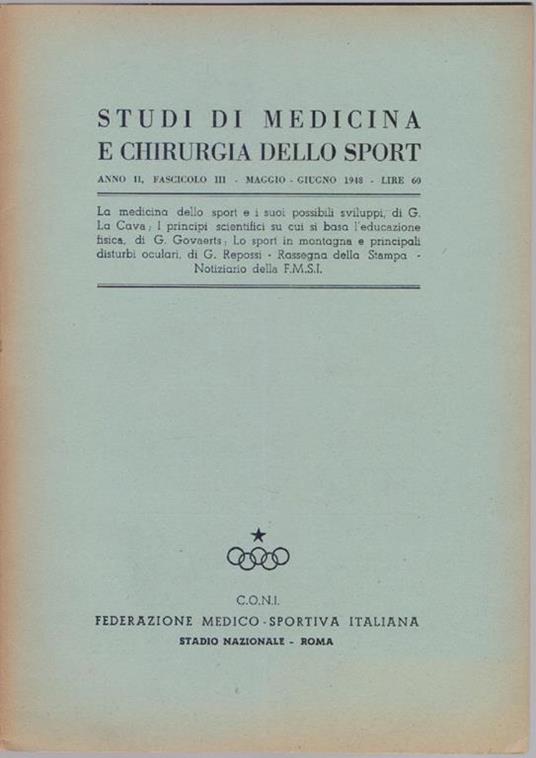 STUDI DI MEDICINA
E CHIRURGIA DELLO SPORT
ANNO II, FASCICOLO III - MAGGIO - GIUGNO 1948 - LIRE 60
La medicina dello sport e i suoi possibili sviluppi, di G.
La Cava; I principi scientifici su cui si basa l'educazione
fisica, di G. Govaerts; Lo sport in montagna e principali
disturbi oculari, di G. Repossi - Rassegna della Stampa -
Notiziario della F.M.S.I.
C.O.N.I.
FEDERAZIONE MEDICO-SPORTIVA ITALIANA
STADIO NAZIONALE - ROMA